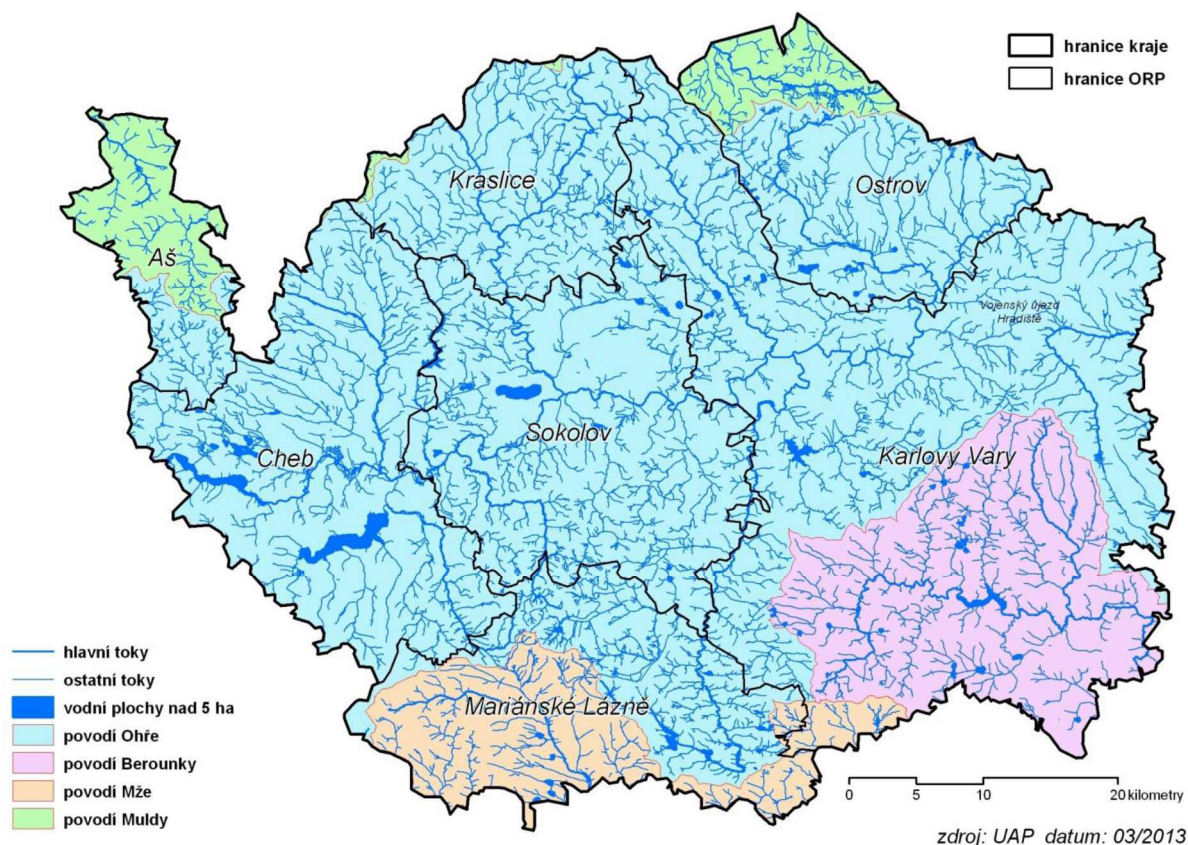 hranice kraje
hranice ORP
Kraslice
Ostrov
Aš
Vojenský újezd
Hradiště
Sokolov
Cheb
Karlovy Vary
Mariánské Lázně
hlavní toky
ostatní toky
vodní plochy nad 5 ha
povodí Ohře
povodí Berounky
povodí Mže
povodí Muldy
0 5 10 20 kilometry
zdroj: UAP datum: 03/2013